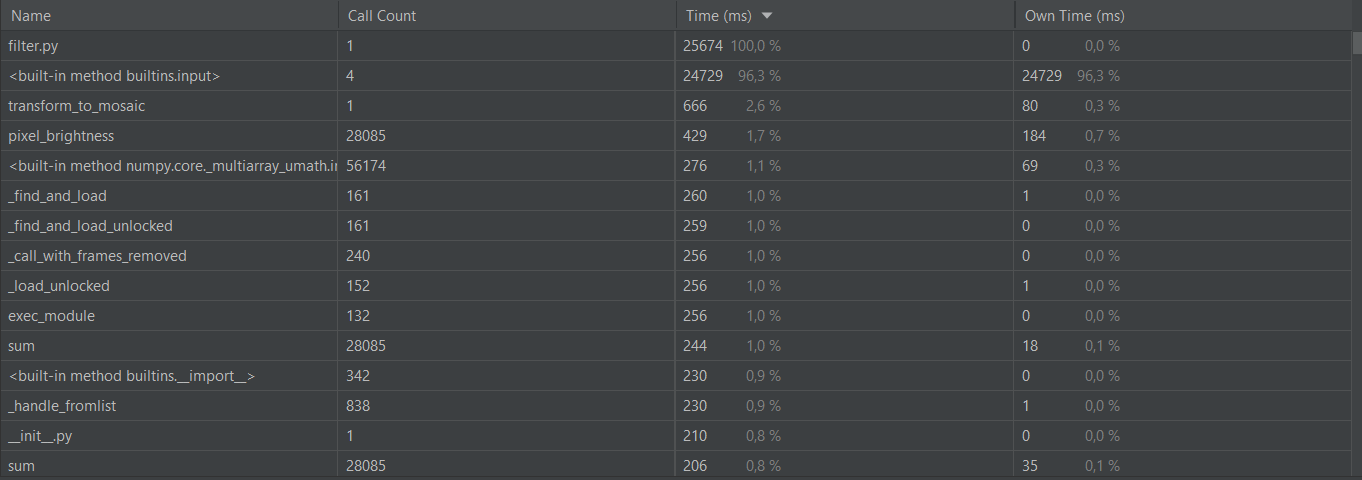 Name Call Count Time (ms) Own Time (ms)
filter.py 1 25674 100,0 % 0 0,0 %
<built-in method builtins.input> 4 24729 96,3 % 24729 96,3 %
transform_to_mosaic 1 666 2,6 % 80 0,3 %
pixel_brightness 28085 429 1,7 % 184 0,7 %
<built-in method numpy.core._multiarray_umath.ir 56174 276 1,1 % 69 0,3 %
_find_and_load 161 260 1,0 % 1 0,0 %
_find_and_load_unlocked 161 259 1,0 % 0 0,0 %
_call_with_frames_removed 240 256 1,0 % 0 0,0 %
_load_unlocked 152 256 1,0 % 1 0,0 %
exec_module 132 256 1,0 % 0 0,0 %
sum 28085 244 1,0 % 18 0,1 %
<built-in method builtins.__import__> 342 230 0,9 % 0 0,0 %
_handle_fromlist 838 230 0,9 % 1 0,0 %
__init__.py 1 210 0,8 % 0 0,0 %
sum 28085 206 0,8 % 35 0,1 %